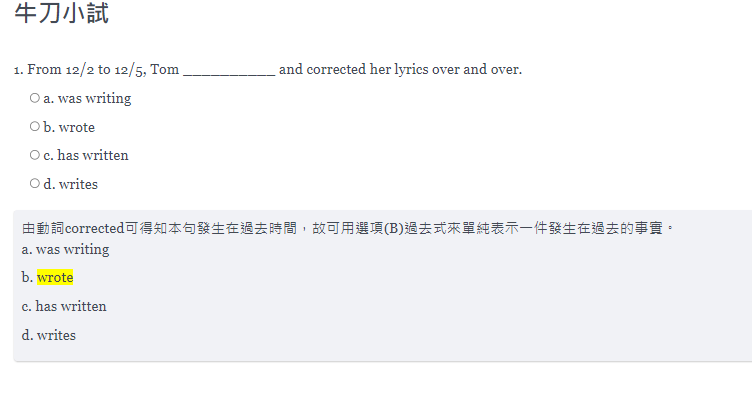 牛刀小試
1. From 12/2 to 12/5, Tom ____________ and corrected her lyrics over and over.
a. was writing
b. wrote
c. has written
d. writes
由動詞corrected可得知本句發生在過去時間，故可用選項(B)過去式來單純表示一件發生在過去的事實。
a. was writing
b. wrote
c. has written
d. writes